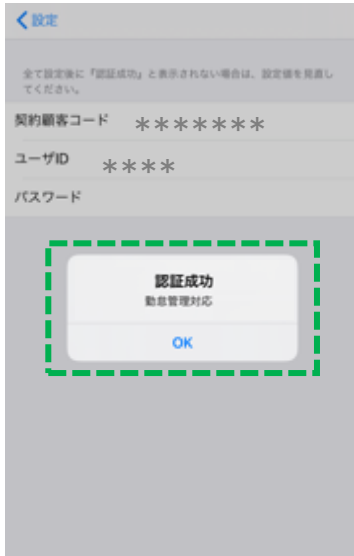 設定
全て設定後に「認証成功」と表示されない場合は、設定値を見直し
てください。
契約顧客コード *******
ユーザID ****
パスワード
認証成功
勤怠管理対応
OK